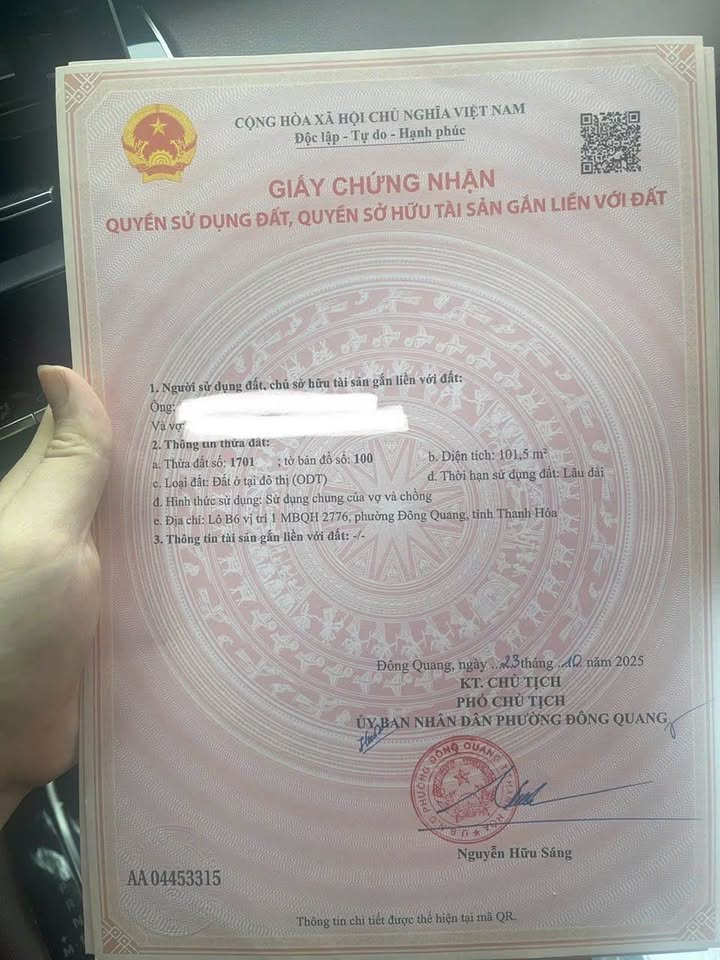 CỘNG HÒA XÃ HỘI CHỦ NGHĨA VIỆT NAM
Độc lập - Tự do - Hạnh phúc
GIẤY CHỨNG NHẬN
QUYỀN SỬ DỤNG ĐẤT, QUYỀN SỞ HỮU TÀI SẢN GẮN LIỀN VỚI ĐẤT
1. Người sử dụng đất, chủ sở hữu tài sản gắn liền với đất:
Ông:
Và vợ
2. Thông tin thửa đất:
a. Thửa đất số: 1701 ; tờ bản đồ số: 100 b. Diện tích: 101,5 m²
c. Loại đất: Đất ở tại đô thị (ODT) d. Thời hạn sử dụng đất: Lâu dài
đ. Hình thức sử dụng: Sử dụng chung của vợ và chồng
e. Địa chỉ: Lô B6 vị trí 1 MBQH 2776, phường Đông Quang, tỉnh Thanh Hóa
3. Thông tin tài sản gắn liền với đất: -/-
Đông Quang, ngày ..23 tháng ..10 năm 2025
KT. CHỦ TỊCH
PHÓ CHỦ TỊCH
ỦY BAN NHÂN DÂN PHƯỜNG ĐÔNG QUANG
U.B.N.D PHƯỜNG ĐÔNG QUANG
Nguyễn Hữu Sáng
AA 04453315
Thông tin chi tiết được thể hiện tại mã QR.